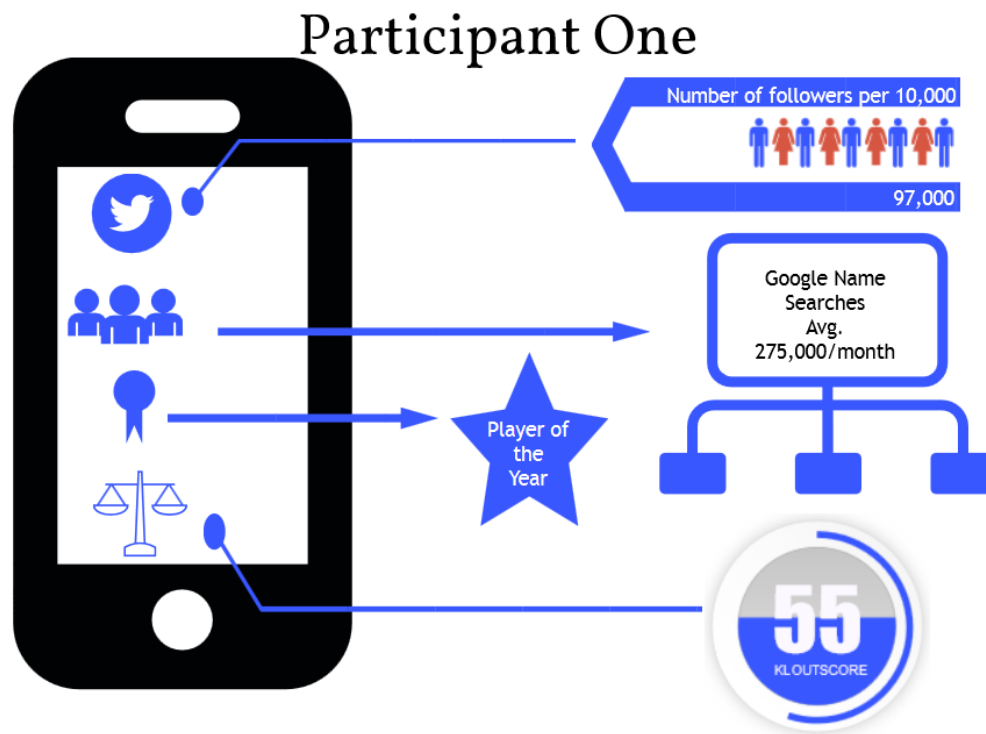 Participant One
Number of followers per 10,000
97,000
Google Name
Searches
Avg.
275,000/month
Player of
the
Year
55
KLOUTSCORE